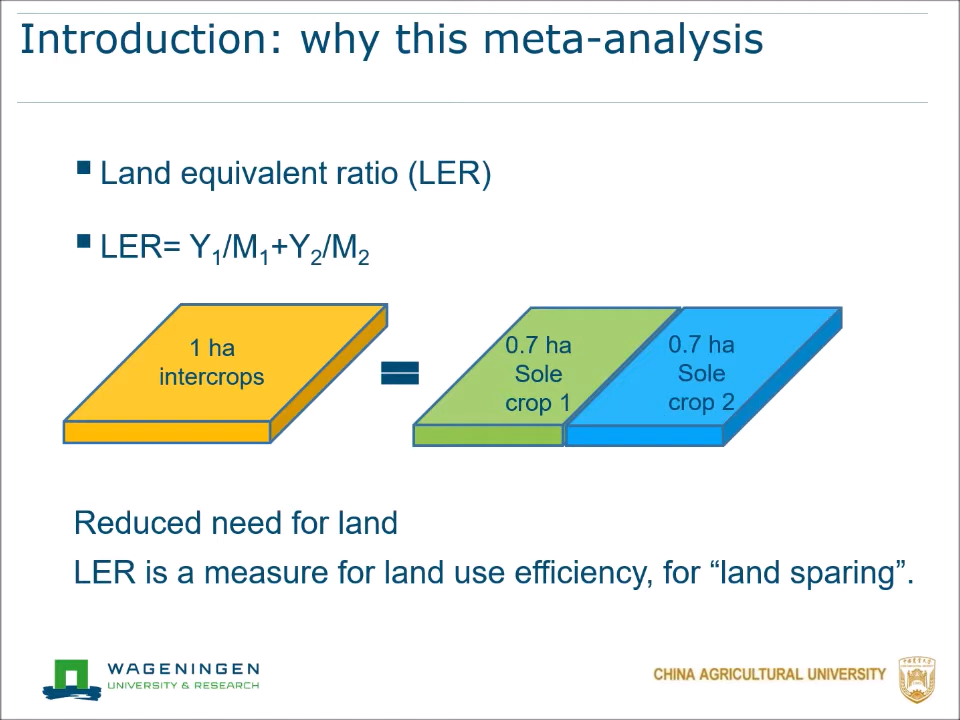 Introduction: why this meta-analysis
Land equivalent ratio (LER)
LER= Y₁/M₁+Y₂/M₂
1 ha
intercrops
0.7 ha
Sole
crop 1
0.7 ha
Sole
crop 2
Reduced need for land
LER is a measure for land use efficiency, for “land sparing”.
WAGENINGEN
UNIVERSITY & RESEARCH
CHINA AGRICULTURAL UNIVERSITY